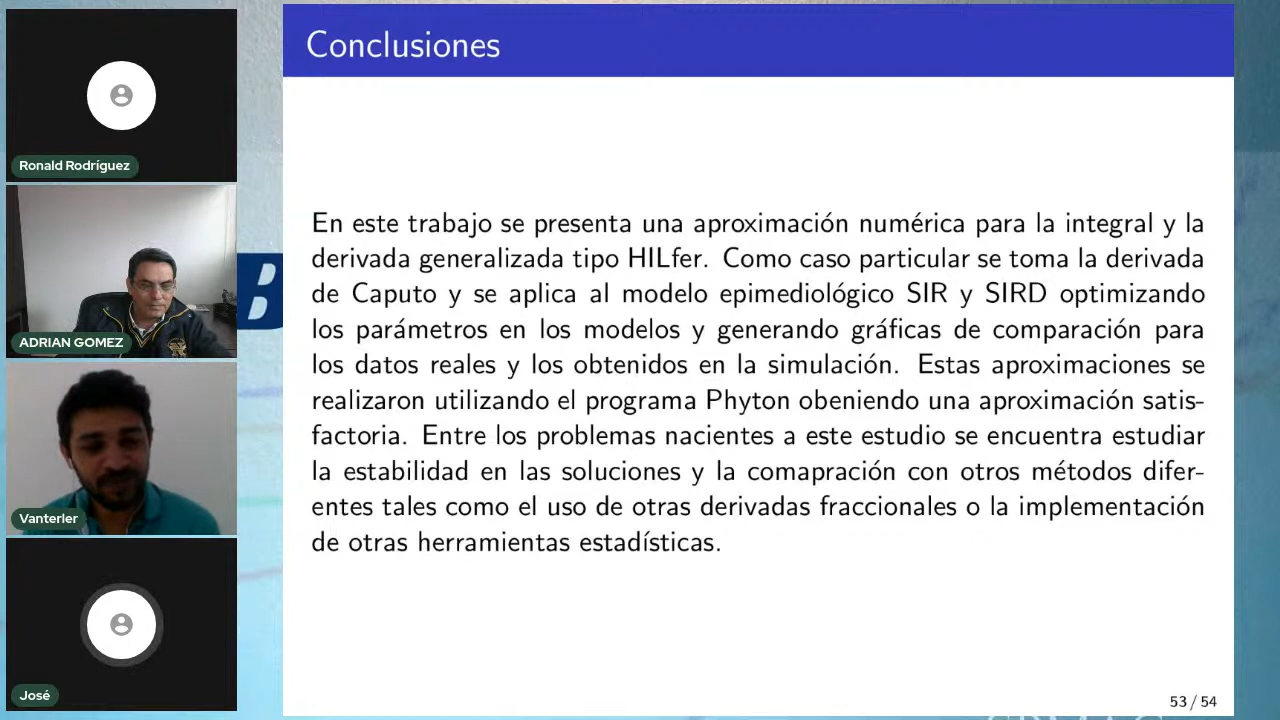 Conclusiones
Ronald Rodríguez
ADRIAN GOMEZ
Vanterler
José
En este trabajo se presenta una aproximación numérica para la integral y la
derivada generalizada tipo HILfer. Como caso particular se toma la derivada
de Caputo y se aplica al modelo epimediológico SIR y SIRD optimizando
los parámetros en los modelos y generando gráficas de comparación para
los datos reales y los obtenidos en la simulación. Estas aproximaciones se
realizaron utilizando el programa Phyton obeniendo una aproximación satis-
factoria. Entre los problemas nacientes a este estudio se encuentra estudiar
la estabilidad en las soluciones y la comapración con otros métodos difer-
entes tales como el uso de otras derivadas fraccionales o la implementación
de otras herramientas estadísticas.
53 / 54